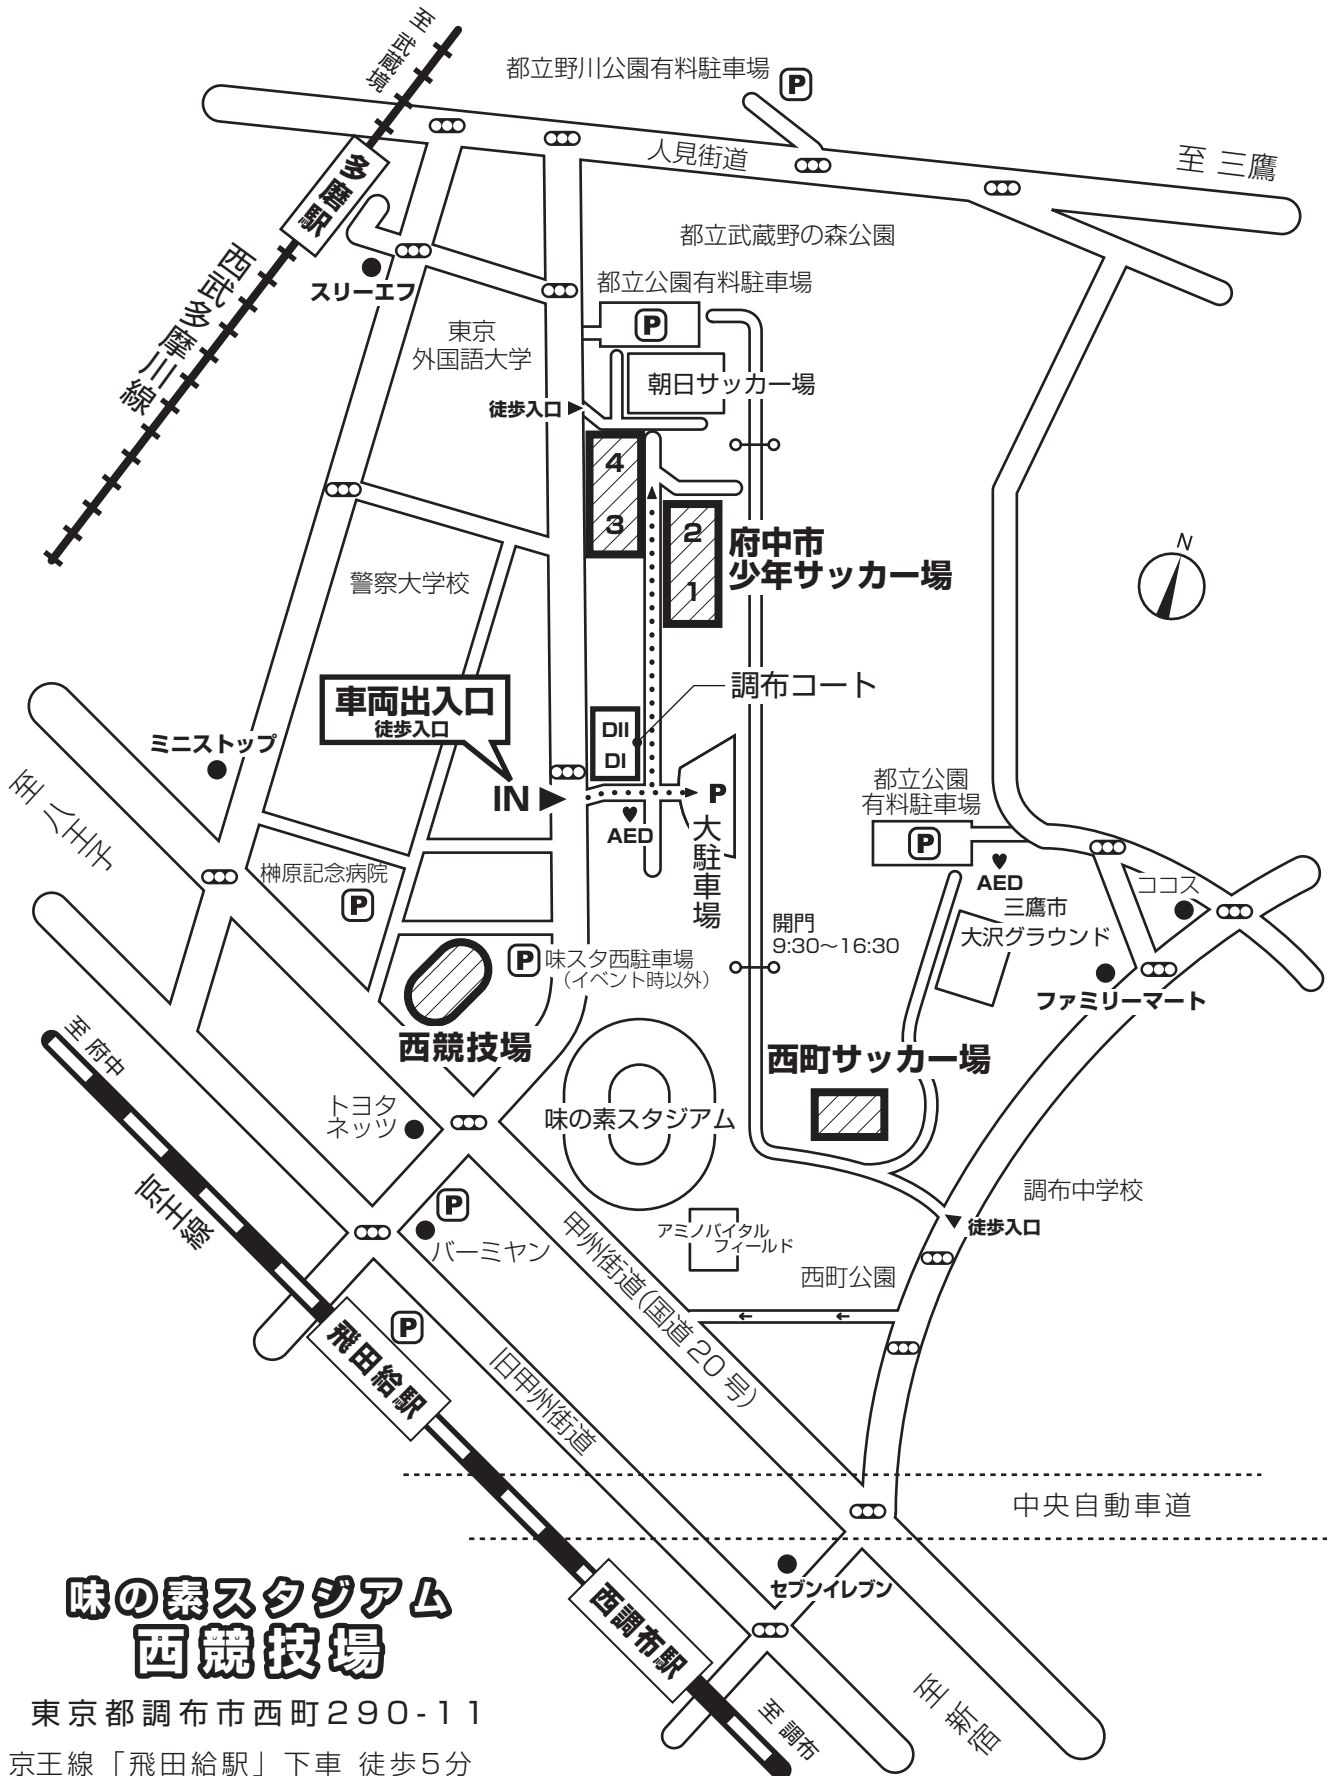 至 武蔵境
都立野川公園有料駐車場
P
人見街道
至 三鷹
多磨駅
都立武蔵野の森公園
西武多摩川線
スリーエフ
都立公園有料駐車場
P
東京
外国語大学
朝日サッカー場
徒歩入口
4
3
2
1
府中市
少年サッカー場
N
警察大学校
車両出入口
徒歩入口
調布コート
DII
DI
ミニストップ
IN
P
大駐車場
AED
至 八王子
都立公園
有料駐車場
P
AED
榊原記念病院
P
ココス
三鷹市
大沢グラウンド
開門
9:30〜16:30
P
味スタ西駐車場
(イベント時以外)
ファミリーマート
西競技場
西町サッカー場
至 府中
トヨタ
ネッツ
味の素スタジアム
京王線
調布中学校
徒歩入口
P
バーミヤン
アミノバイタル
フィールド
西町公園
甲州街道(国道20号)
P
飛田給駅
旧甲州街道
中央自動車道
セブンイレブン
西調布駅
至 新宿
至 調布
味の素スタジアム
西競技場
東京都調布市西町290-11
京王線「飛田給駅」下車 徒歩5分